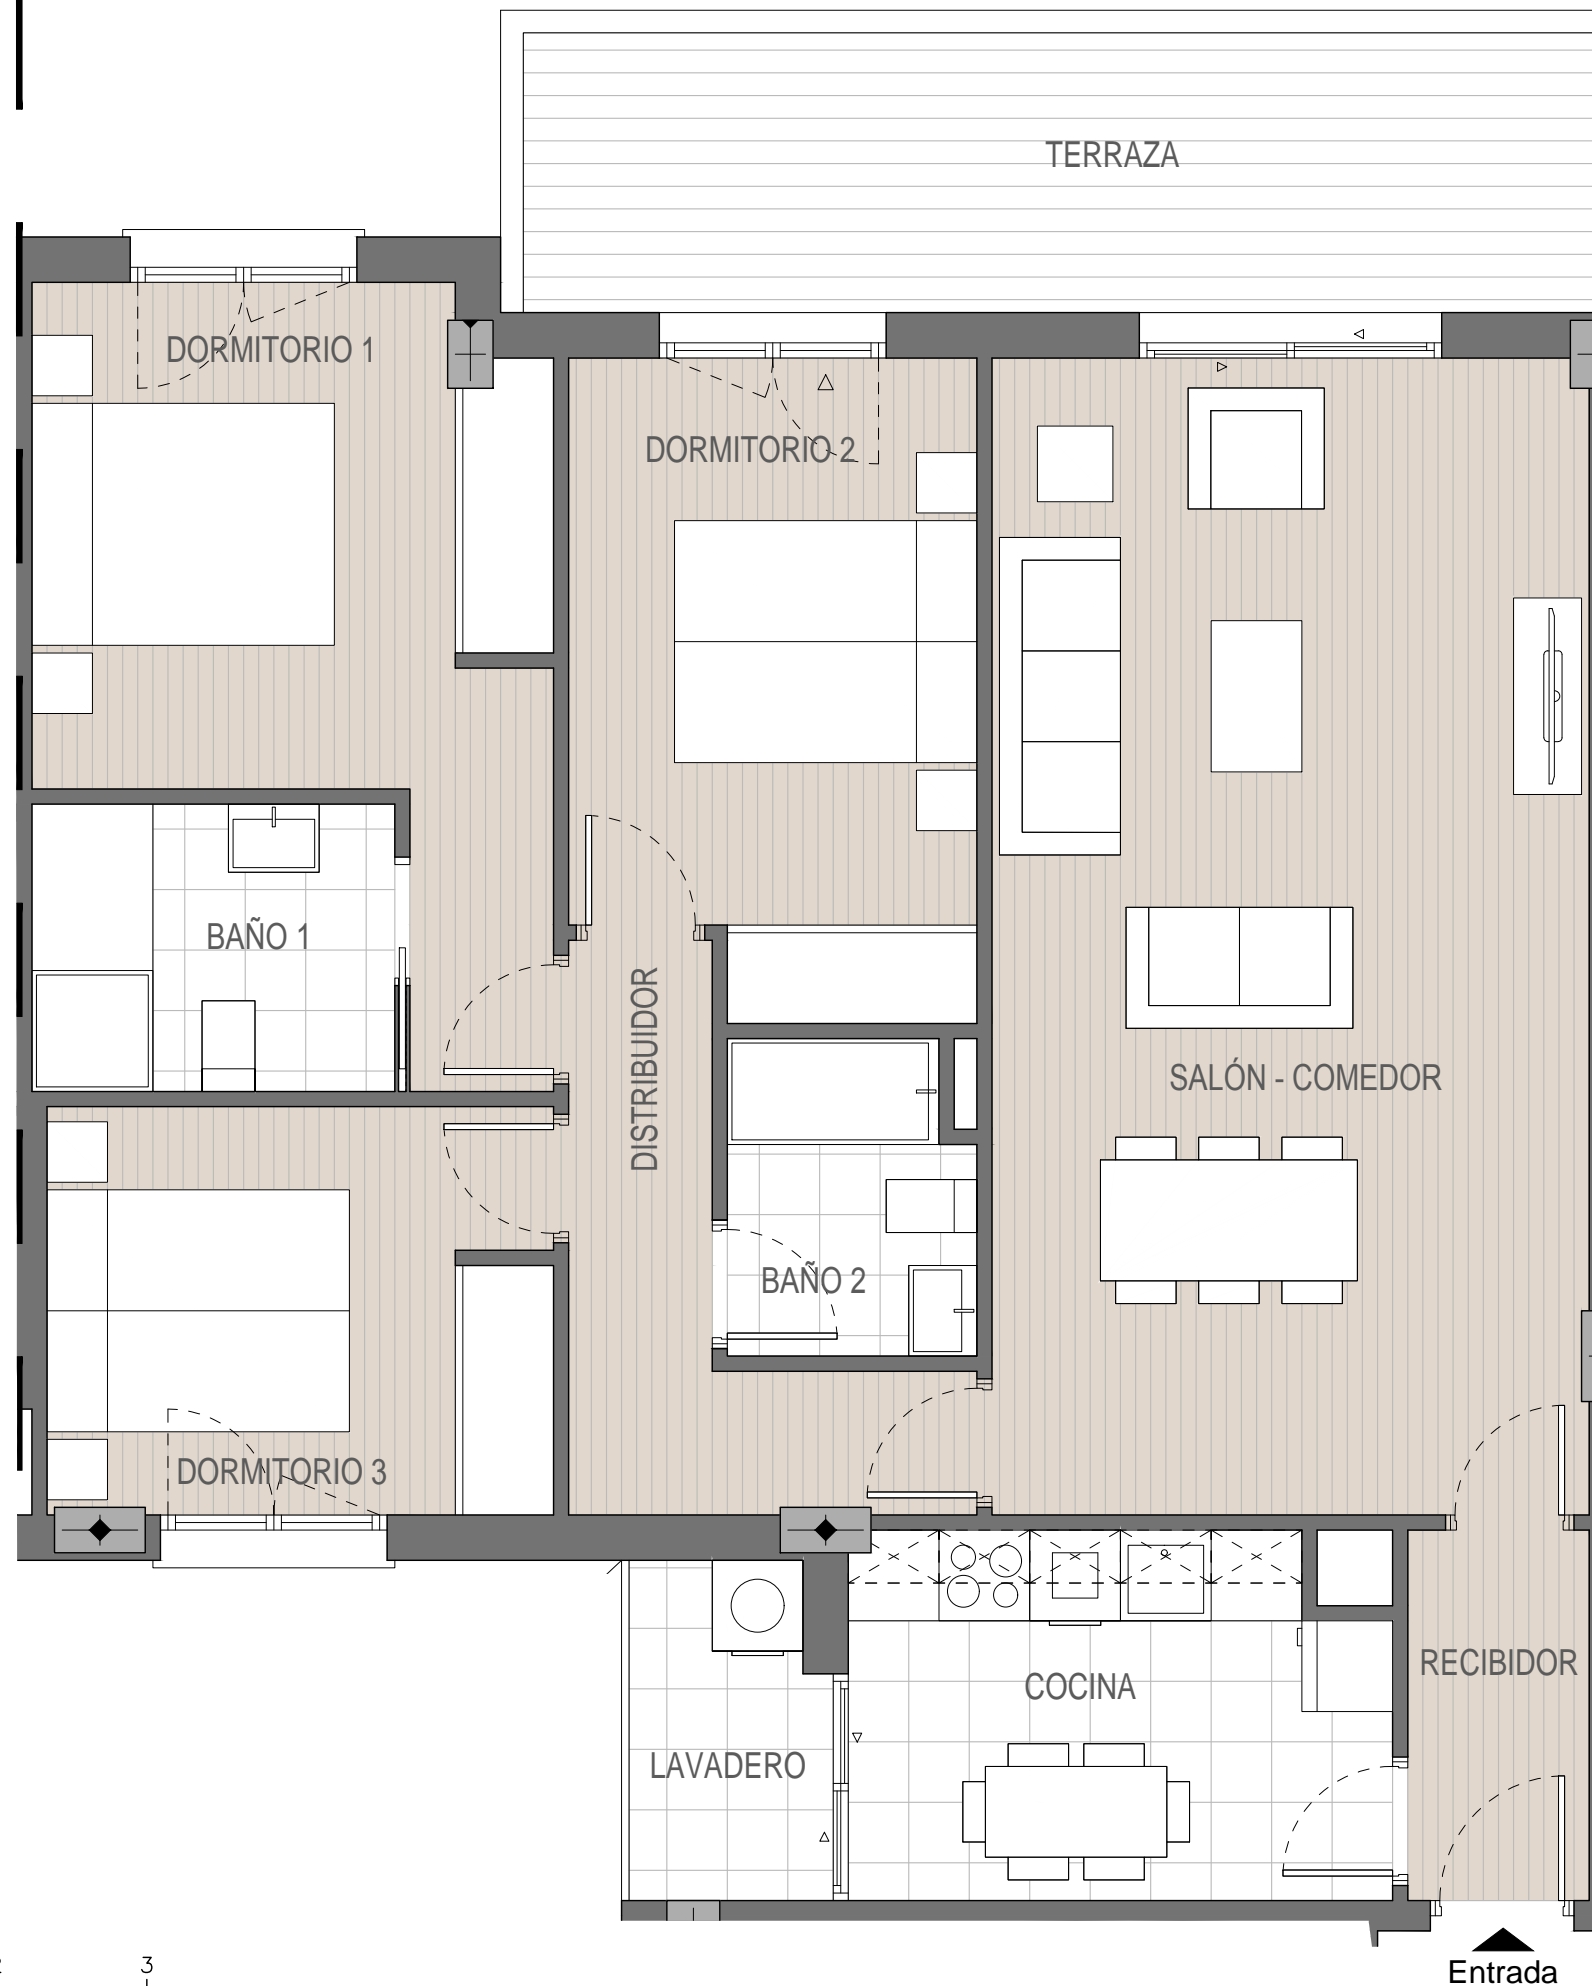 TERRAZA
DORMITORIO 1
DORMITORIO 2
BAÑO 1
DISTRIBUIDOR
SALÓN - COMEDOR
BAÑO 2
DORMITORIO 3
RECIBIDOR
COCINA
LAVADERO
3
Entrada